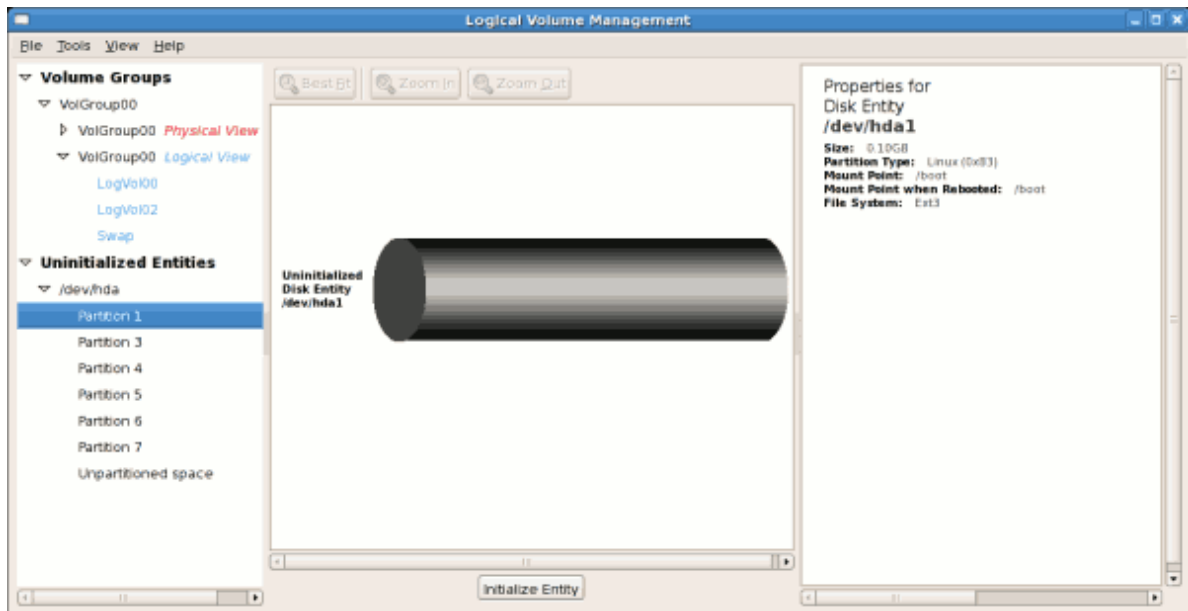 Logical Volume Management
File Tools View Help
Volume Groups
VolGroup00
VolGroup00 Physical View
VolGroup00 Logical View
LogVol00
LogVol02
Swap
Uninitialized Entities
/dev/hda
Partition 1
Partition 3
Partition 4
Partition 5
Partition 6
Partition 7
Unpartitioned space
Best Fit Zoom In Zoom Out
Uninitialized
Disk Entity
/dev/hda1
Initialize Entity
Properties for
Disk Entity
/dev/hda1
Size: 0.10GB
Partition Type: Linux (0x83)
Mount Point: /boot
Mount Point when Rebooted: /boot
File System: Ext3